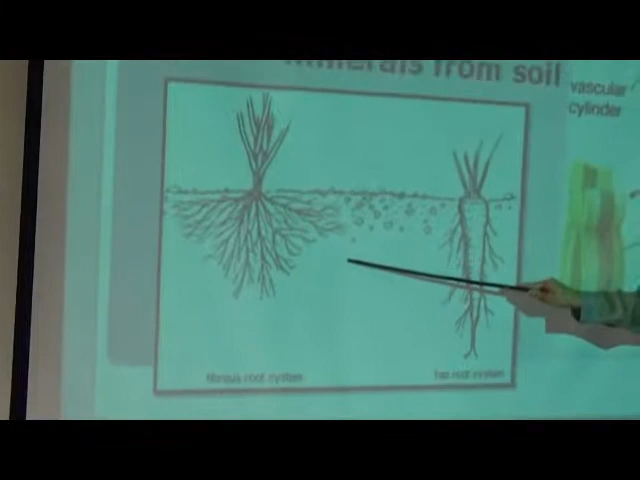 Minerals from soil
vascular
cylinder
fibrous root system
tap root system